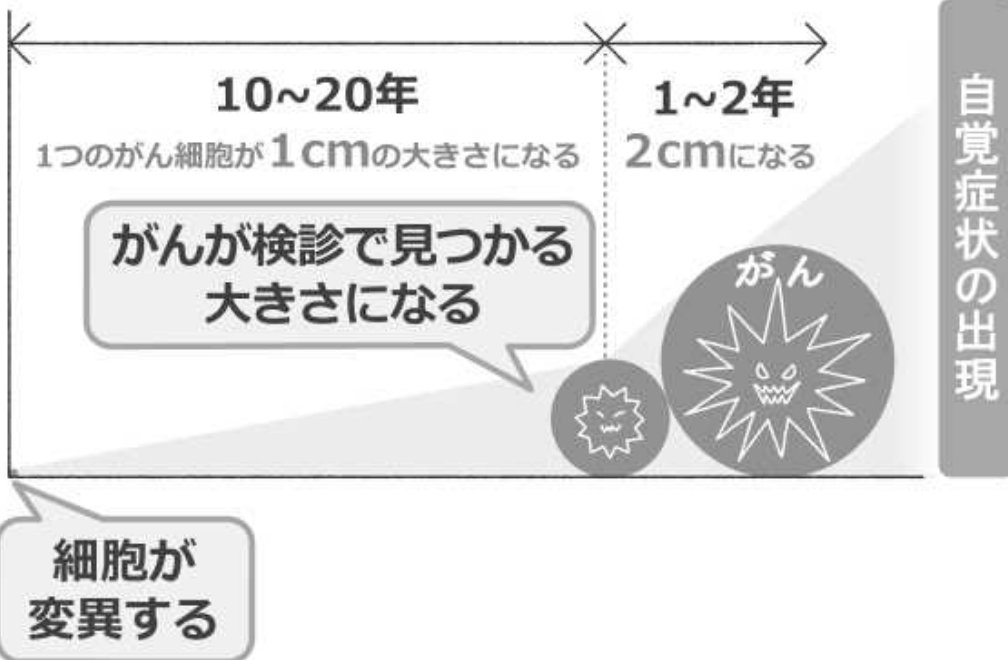 10~20年
1つのがん細胞が1cmの大きさになる
1~2年
2cmになる
がんが検診で見つかる
大きさになる
がん
自覚症状の出現
細胞が
変異する